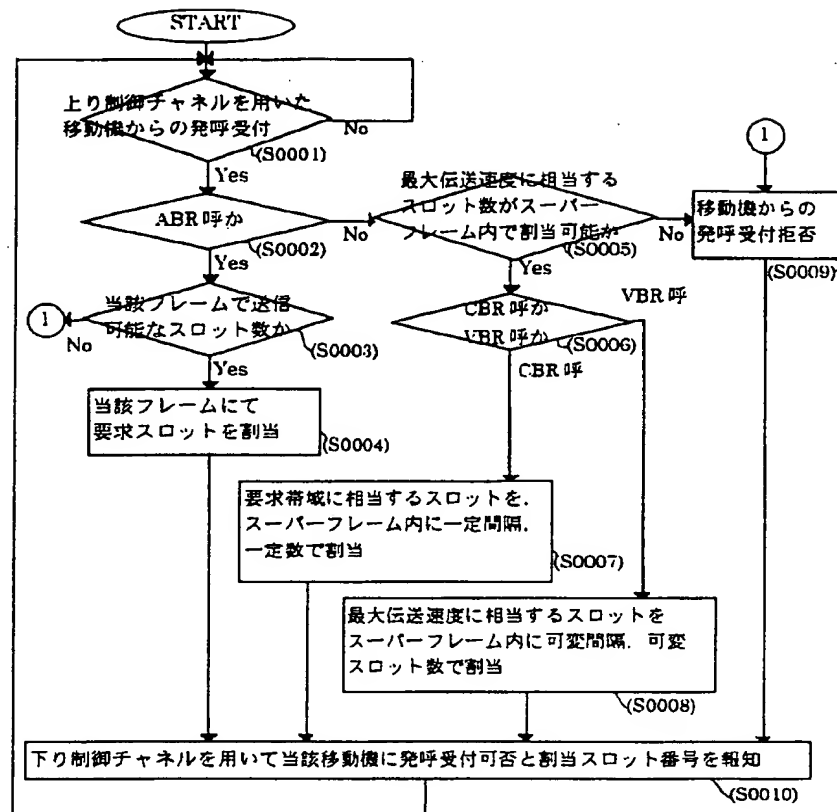 START
上り制御チャネルを用いた
移動機からの発呼受付
No
(S0001)
Yes
1
最大伝送速度に相当する
スロット数がスーパー
フレーム内で割当可能か
No
(S0005)
Yes
移動機からの
発呼受付拒否
(S0009)
ABR呼か
No
(S0002)
Yes
1
当該フレームで送信
可能なスロット数か
No
(S0003)
Yes
CBR呼か
VBR呼か
(S0006)
VBR呼
CBR呼
当該フレームにて
要求スロットを割当
(S0004)
要求帯域に相当するスロットを,
スーパーフレーム内に一定間隔,
一定数で割当
(S0007)
最大伝送速度に相当するスロットを
スーパーフレーム内に可変間隔, 可変
スロット数で割当
(S0008)
下り制御チャネルを用いて当該移動機に発呼受付可否と割当スロット番号を報知
(S0010)